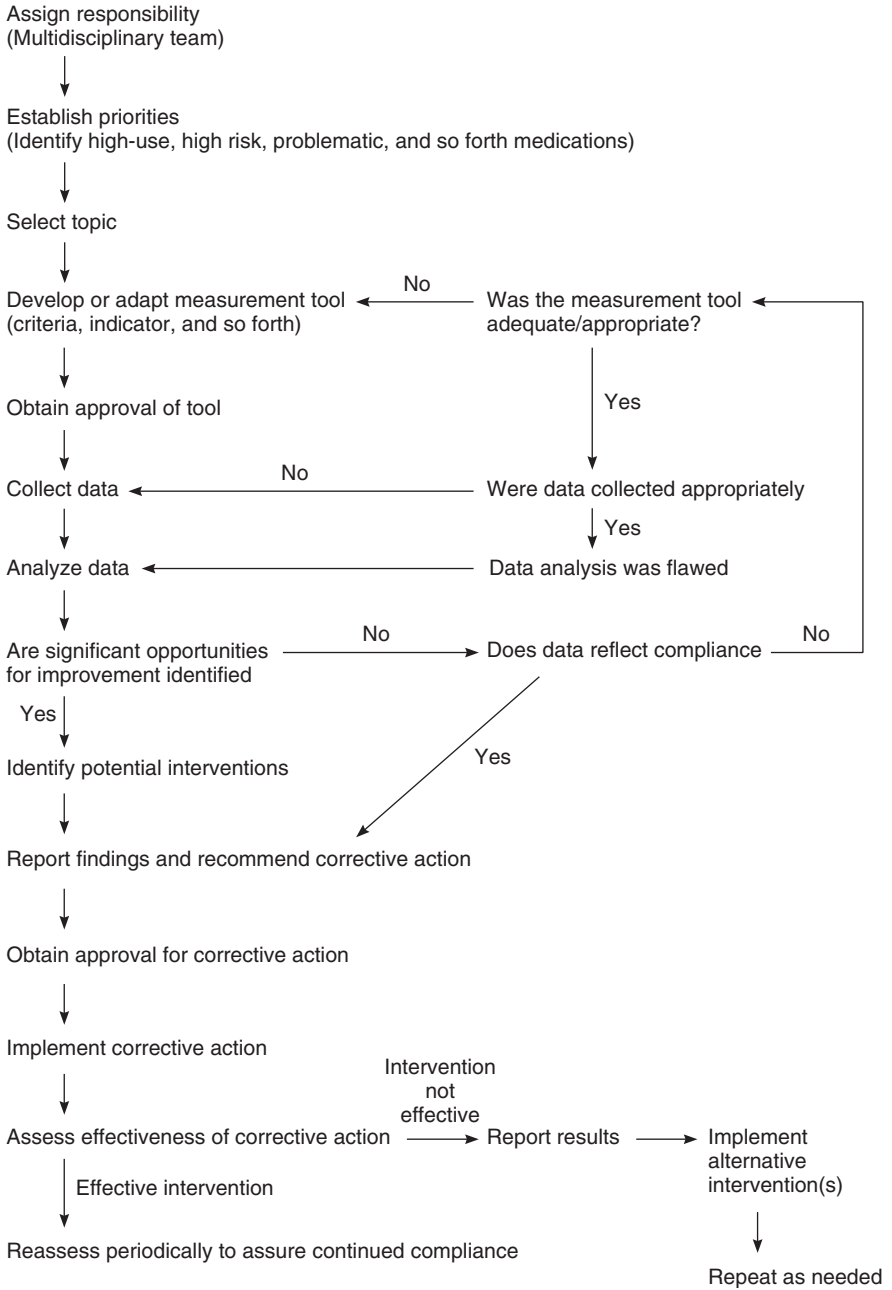 Assign responsibility
(Multidisciplinary team)
Establish priorities
(Identify high-use, high risk, problematic, and so forth medications)
Select topic
Develop or adapt measurement tool
(criteria, indicator, and so forth)
No
Was the measurement tool
adequate/appropriate?
Yes
Obtain approval of tool
Collect data
No
Were data collected appropriately
Yes
Analyze data
Data analysis was flawed
Are significant opportunities
for improvement identified
No
Does data reflect compliance
No
Yes
Yes
Identify potential interventions
Report findings and recommend corrective action
Obtain approval for corrective action
Implement corrective action
Intervention
not
effective
Assess effectiveness of corrective action
Report results
Implement
alternative
intervention(s)
Effective intervention
Reassess periodically to assure continued compliance
Repeat as needed